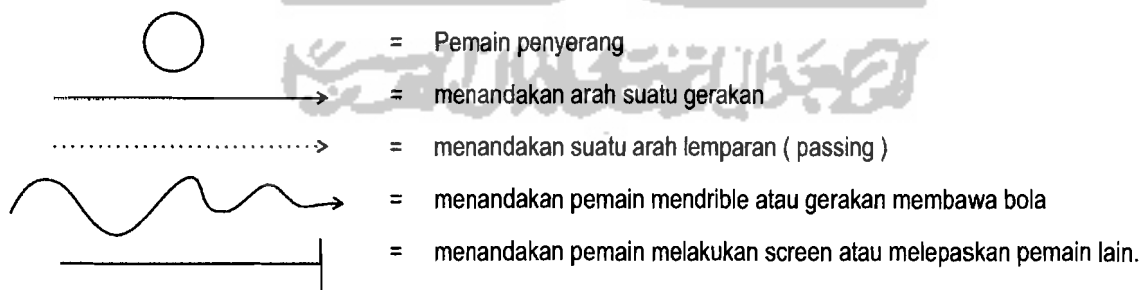 = Pemain penyerang
= menandakan arah suatu gerakan
= menandakan suatu arah lemparan ( passing )
= menandakan pemain mendrible atau gerakan membawa bola
= menandakan pemain melakukan screen atau melepaskan pemain lain.